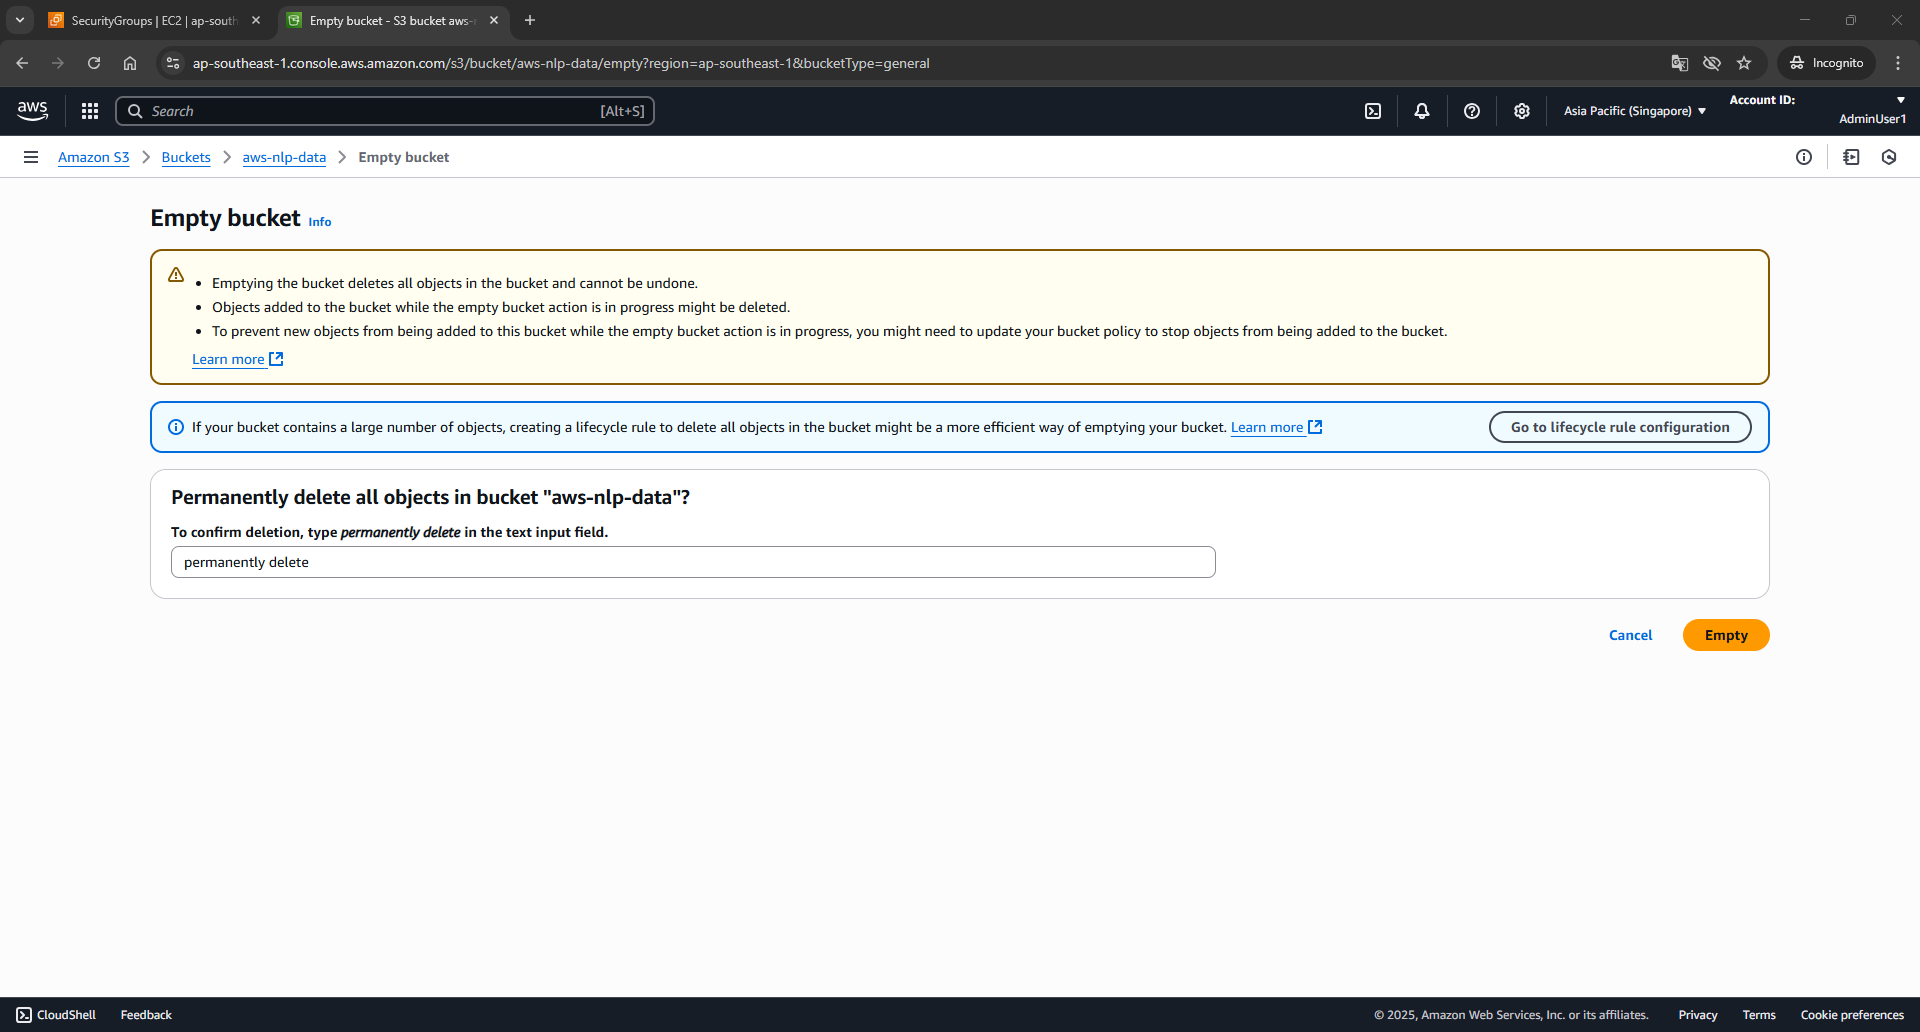 SecurityGroups | EC2 | ap-south
Empty bucket - S3 bucket aws-
ap-southeast-1.console.aws.amazon.com/s3/bucket/aws-nlp-data/empty?region=ap-southeast-1&bucketType=general
Incognito
aws
Search
[Alt+S]
Asia Pacific (Singapore)
Account ID:
AdminUser1
Amazon S3
Buckets
aws-nlp-data
Empty bucket
Empty bucket Info
Emptying the bucket deletes all objects in the bucket and cannot be undone.
Objects added to the bucket while the empty bucket action is in progress might be deleted.
To prevent new objects from being added to this bucket while the empty bucket action is in progress, you might need to update your bucket policy to stop objects from being added to the bucket.
Learn more
If your bucket contains a large number of objects, creating a lifecycle rule to delete all objects in the bucket might be a more efficient way of emptying your bucket. Learn more
Go to lifecycle rule configuration
Permanently delete all objects in bucket "aws-nlp-data"?
To confirm deletion, type permanently delete in the text input field.
permanently delete
Cancel
Empty
CloudShell
Feedback
© 2025, Amazon Web Services, Inc. or its affiliates.
Privacy
Terms
Cookie preferences